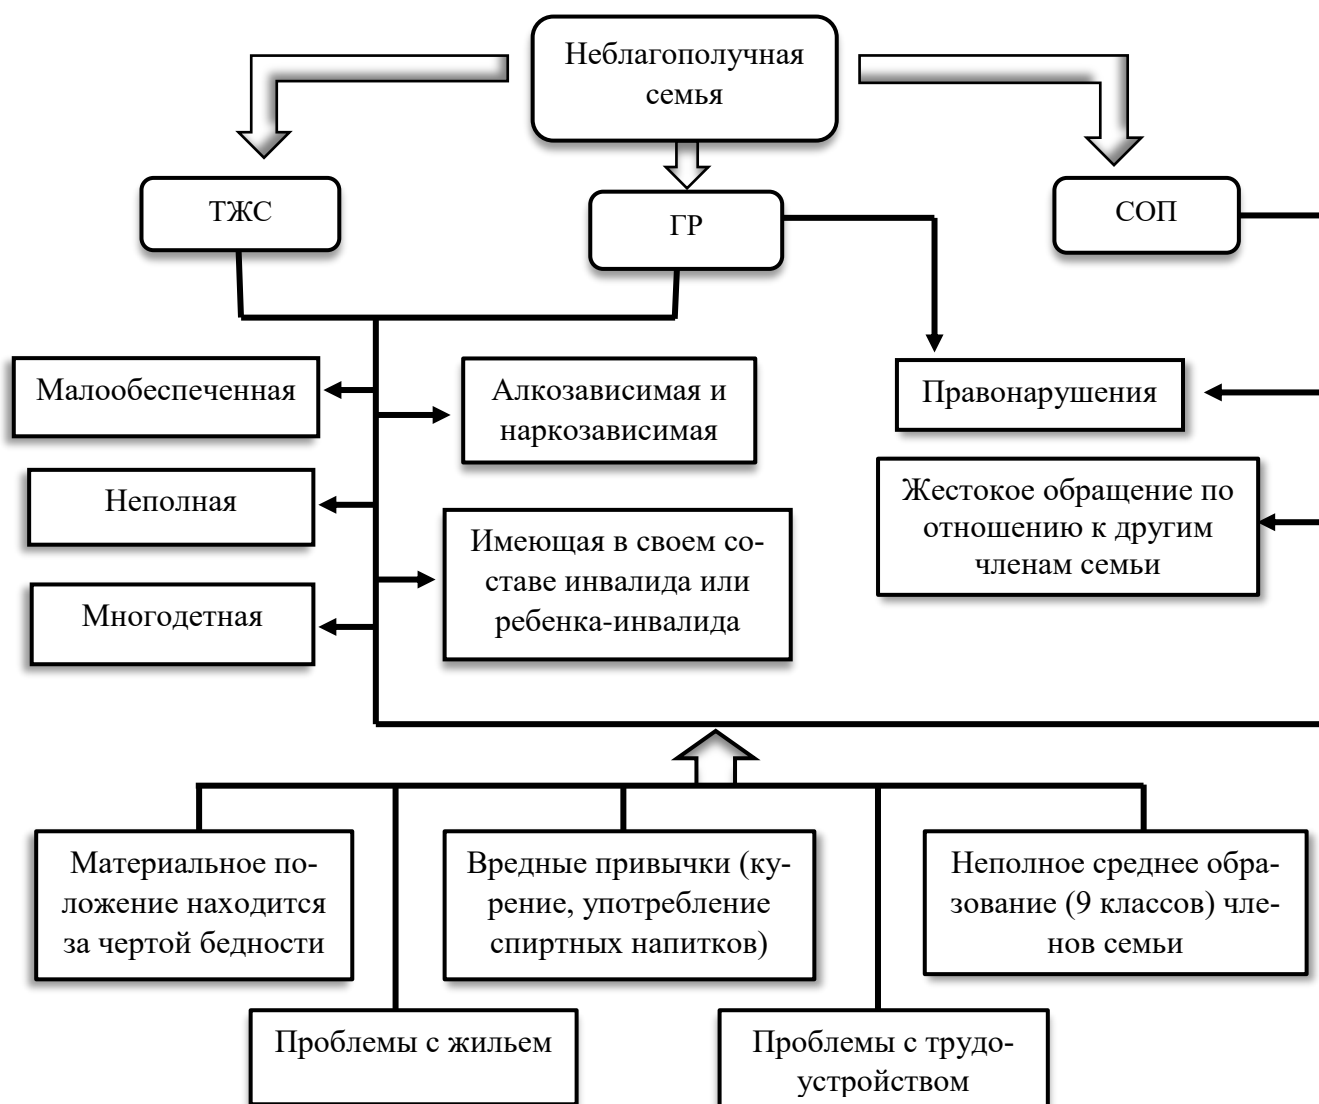 Неблагополучная
семья
ТЖС
ГР
СОП
Малообеспеченная
Алкозависимая и
наркозависимая
Правонарушения
Неполная
Жестокое обращение по
отношению к другим
членам семьи
Имеющая в своем со-
ставе инвалида или
ребенка-инвалида
Многодетная
Материальное по-
ложение находится
за чертой бедности
Вредные привычки (ку-
рение, употребление
спиртных напитков)
Неполное среднее обра-
зование (9 классов) чле-
нов семьи
Проблемы с жильем
Проблемы с трудо-
устройством